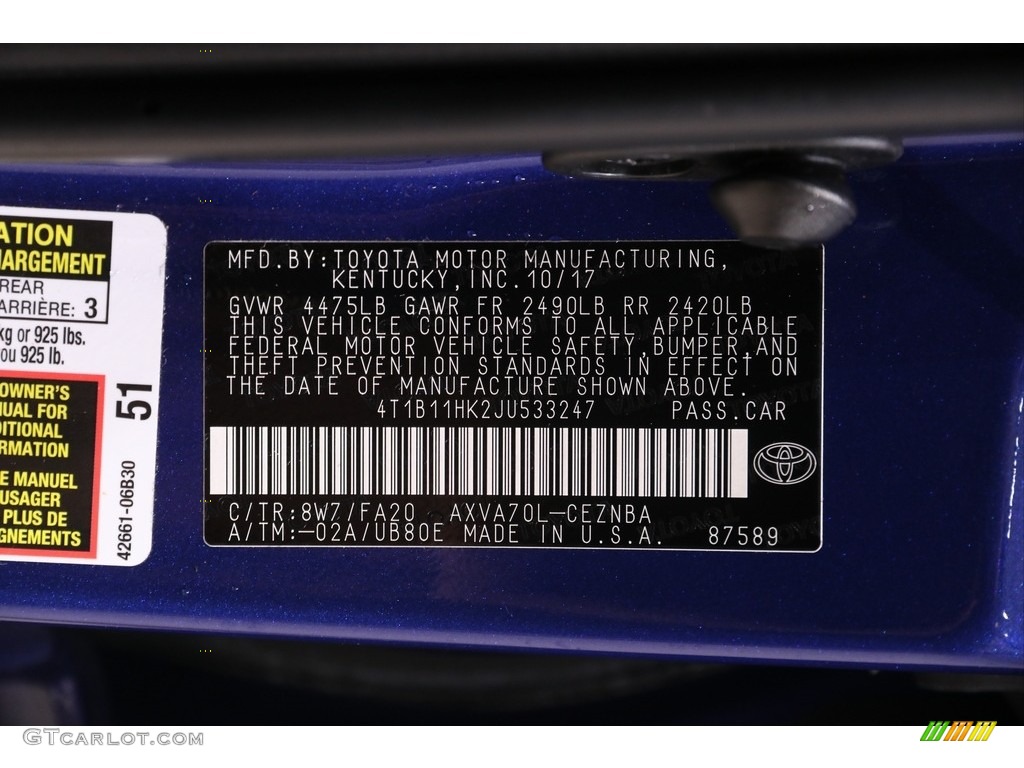 ATION
ARGEMENT
REAR
ARRIÈRE: 3
kg or 925 lbs.
ou 925 lb.
OWNER'S
UAL FOR
DITIONAL
RMATION
E MANUEL
USAGER
PLUS DE
GNEMENTS
51
42661-06B30
MFD.BY:TOYOTA MOTOR MANUFACTURING,
KENTUCKY,INC.10/17
GVWR 4475LB GAWR FR 2490LB RR 2420LB
THIS VEHICLE CONFORMS TO ALL APPLICABLE
FEDERAL MOTOR VEHICLE SAFETY,BUMPER,AND
THEFT PREVENTION STANDARDS IN EFFECT ON
THE DATE OF MANUFACTURE SHOWN ABOVE.
4T1B11HK2JU533247 PASS.CAR
C/TR:8W7/FA20 AXVA70L-CEZNBA
A/TM:-02A/UB80E MADE IN U.S.A. 87589
GTCarLot.com